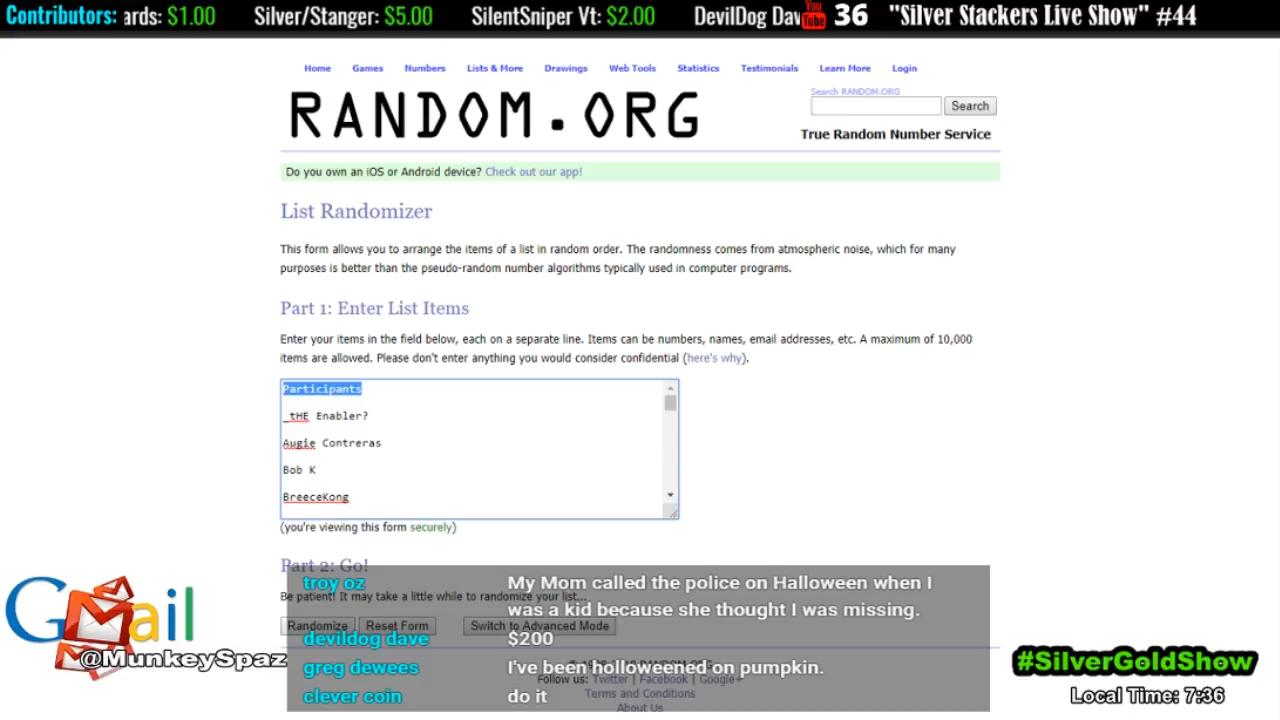 Contributors: ards: $1.00 Silver/Stanger: $5.00 SilentSniper Vt: $2.00 DevilDog Dav You Tube 36 "Silver Stackers Live Show" #44
Home Games Numbers Lists & More Drawings Web Tools Statistics Testimonials Learn More Login
RANDOM.ORG
Search RANDOM.ORG
Search
True Random Number Service
Do you own an iOS or Android device? Check out our app!
List Randomizer
This form allows you to arrange the items of a list in random order. The randomness comes from atmospheric noise, which for many
purposes is better than the pseudo-random number algorithms typically used in computer programs.
Part 1: Enter List Items
Enter your items in the field below, each on a separate line. Items can be numbers, names, email addresses, etc. A maximum of 10,000
items are allowed. Please don't enter anything you would consider confidential (here's why).
Participants
_tHE Enabler?
Augie Contreras
Bob K
BreeceKong
(you're viewing this form securely)
Part 2: Go!
troy oz My Mom called the police on Halloween when I
Be patient! It may take a little while to randomize your list...
was a kid because she thought I was missing.
Randomize Reset Form Switch to Advanced Mode
devildog dave $200
greg dewees I've been holloweened on pumpkin.
Follow us: Twitter | Facebook | Google+
clever coin do it
Terms and Conditions
About Us
Gmail
@MunkeySpaz
#SilverGoldShow
Local Time: 7:36